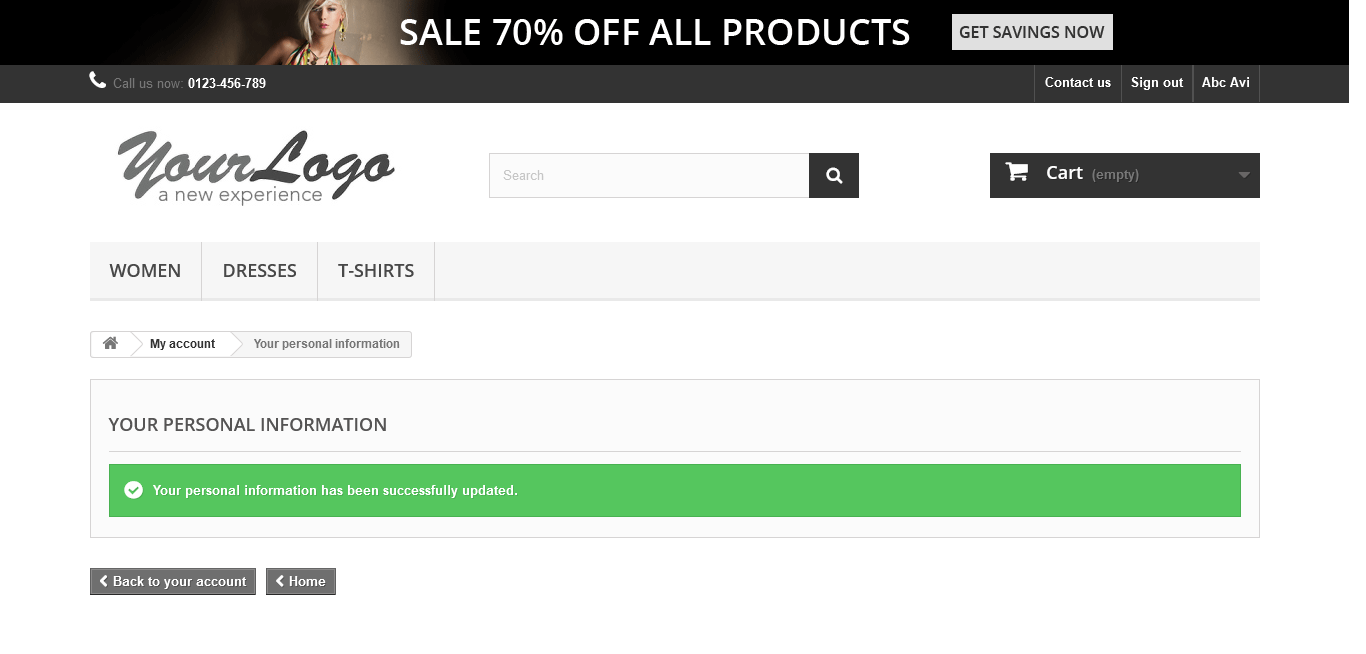 SALE 70% OFF ALL PRODUCTS GET SAVINGS NOW
Call us now: 0123-456-789 Contact us Sign out Abc Avi
Your Logo
a new experience
Search
Cart (empty)
WOMEN DRESSES T-SHIRTS
My account Your personal information
YOUR PERSONAL INFORMATION
Your personal information has been successfully updated.
Back to your account Home